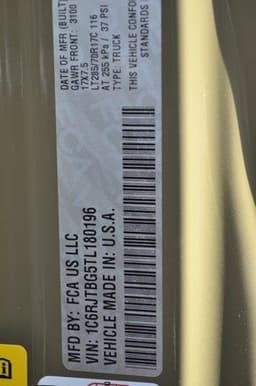 MFD BY: FCA US LLC
VIN: 1C6RJTBG5TL180196
VEHICLE MADE IN: U.S.A.
DATE OF MFR (BUILT
GAWR FRONT: 3100
17X7.5
LT285/70R17C 116
AT 255 kPa / 37 PSI
TYPE: TRUCK
THIS VEHICLE CONFO
STANDARDS